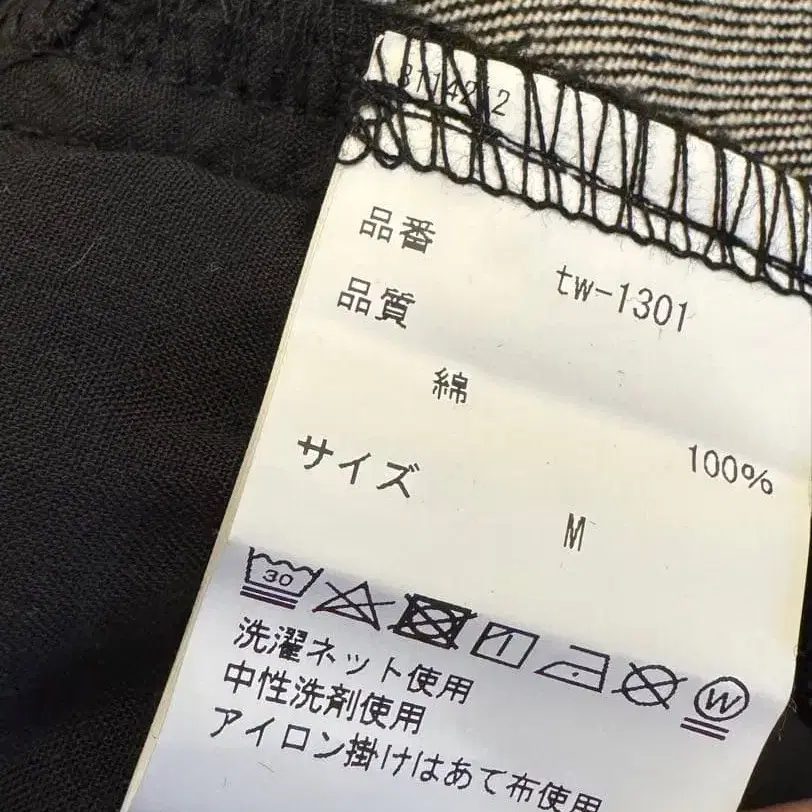 品番
tw-1301
品質
綿
100%
サイズ
M
30
W
洗濯ネット使用
中性洗剤使用
アイロン掛けはあて布使用